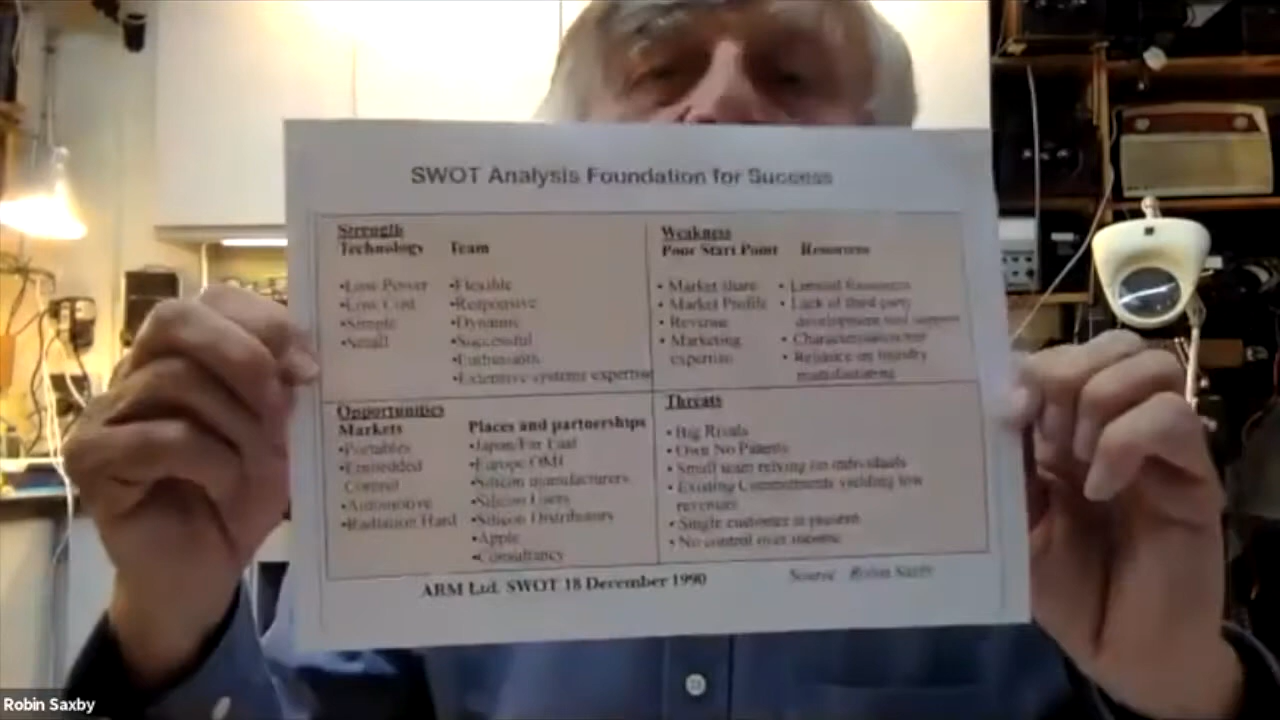 SWOT Analysis Foundation for Success
Strength
Technology Team
•Low Power
•Low Cost
•Simple
•Small
•Flexible
•Responsive
•Dynamic
•Successful
•Enthusiasm
•Extensive systems expertise
Weakness
Poor Start Point Resources
• Market share
• Market Profile
• Revenue
• Marketing
expertise
• Limited Resources
• Lack of third party
development tool support
• Characterisation/test
• Reliance on foundry
manufacturing
Opportunities
Markets
•Portables
•Embedded
Control
•Automotive
•Radiation Hard
Places and partnerships
•Japan/Far East
•Europe OMI
•Silicon manufacturers
•Silicon Users
•Silicon Distributors
•Apple
•Consultancy
Threats
• Big Rivals
• Own No Patents
• Small team relying on individuals
• Existing Commitments yielding low
revenues
• Single customer at present
• No control over income
ARM Ltd. SWOT 18 December 1990
Source Robin Saxby
Robin Saxby